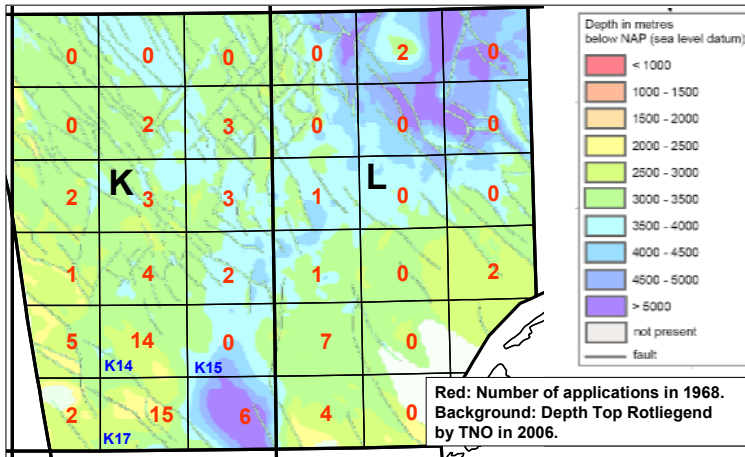 0 0 0 0 2 0
0 2 3 0 0 0
K L
2 3 3 1 0 0
1 4 2 1 0 2
5 14 0 7 0
K14 K15
2 15 6 4 0
K17
Depth in metres
below NAP (sea level datum)
< 1000
1000 - 1500
1500 - 2000
2000 - 2500
2500 - 3000
3000 - 3500
3500 - 4000
4000 - 4500
4500 - 5000
> 5000
not present
fault
Red: Number of applications in 1968.
Background: Depth Top Rotliegend
by TNO in 2006.